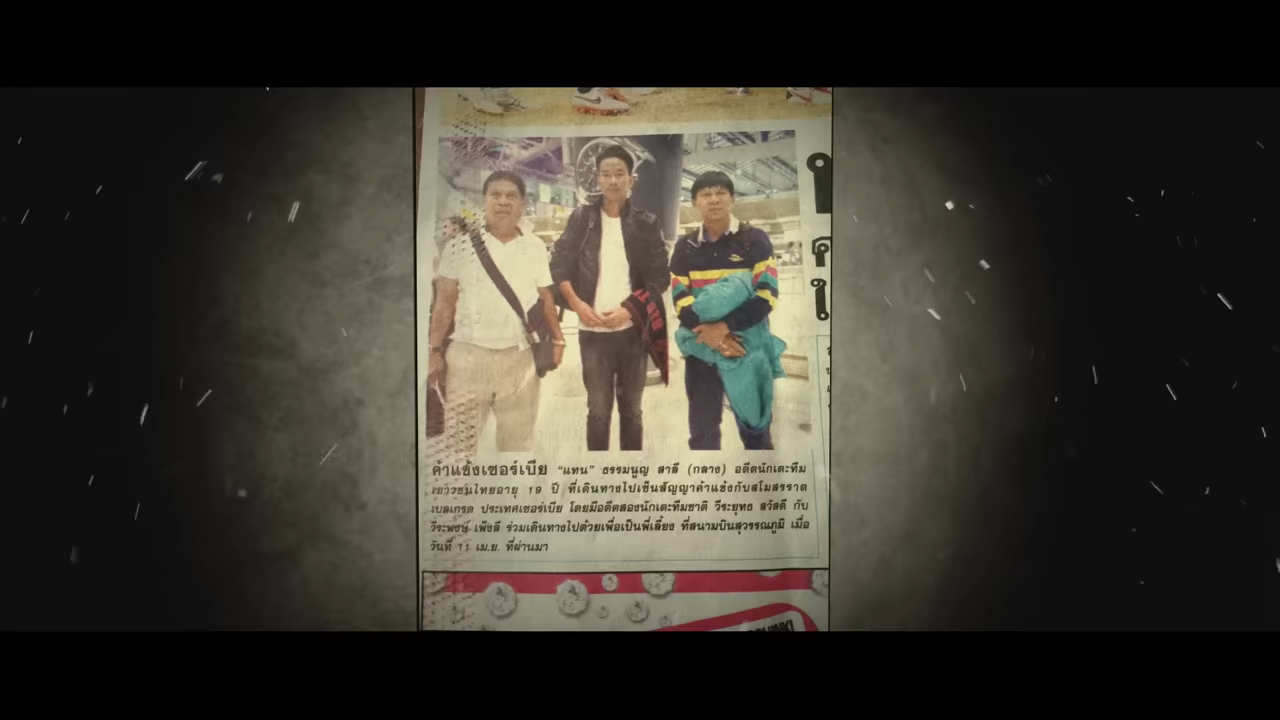 ค้าแข้งเซอร์เบีย "แทน" ธรรมนูญ สาลี (กลาง) อดีตนักเตะทีม
เยาวชนไทยอายุ 19 ปี ที่เดินทางไปเซ็นสัญญาค้าแข้งกับสโมสรราด
เบลเกรด ประเทศเซอร์เบีย โดยมีอดีตสองนักเตะทีมชาติ วีระยุทธ สวัสดี กับ
วีระพงษ์ เพ็งลี ร่วมเดินทางไปด้วยเพื่อเป็นพี่เลี้ยง ที่สนามบินสุวรรณภูมิ เมื่อ
วันที่ 11 เม.ย. ที่ผ่านมา